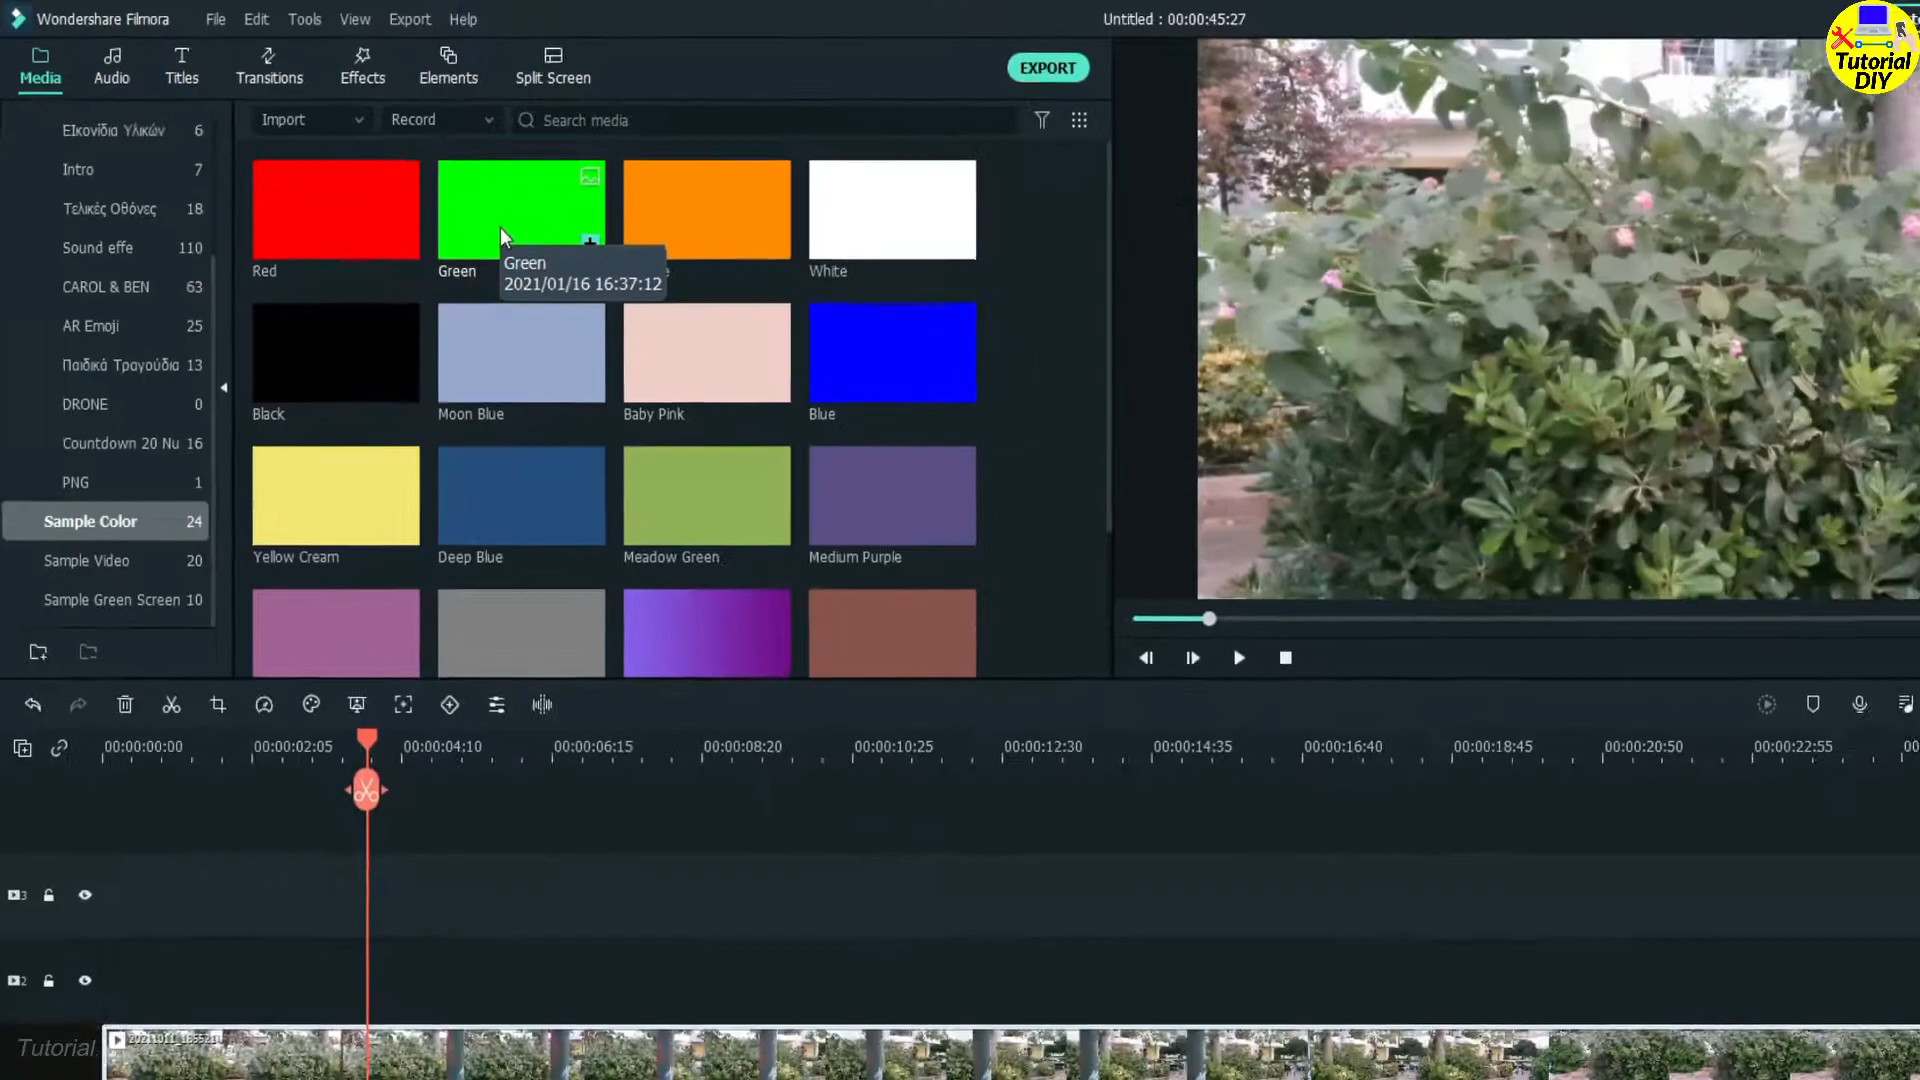 Wondershare Filmora
File
Edit
Tools
View
Export
Help
Untitled : 00:00:45:27
Tutorial
DIY
Media
Audio
Titles
Transitions
Effects
Elements
Split Screen
EXPORT
Import
Record
Search media
ΕΙκονίδια Υλικών 6
Intro 7
Τελικές Οθόνες 18
Sound effe 110
CAROL & BEN 63
AR Emoji 25
Παιδικά Τραγούδια 13
DRONE 0
Countdown 20 Nu 16
PNG 1
Sample Color 24
Sample Video 20
Sample Green Screen 10
Red
Green
White
Green
2021/01/16 16:37:12
Black
Moon Blue
Baby Pink
Blue
Yellow Cream
Deep Blue
Meadow Green
Medium Purple
00:00:00:00
00:00:02:05
00:00:04:10
00:00:06:15
00:00:08:20
00:00:10:25
00:00:12:30
00:00:14:35
00:00:16:40
00:00:18:45
00:00:20:50
00:00:22:55
00
3
2
Tutorial